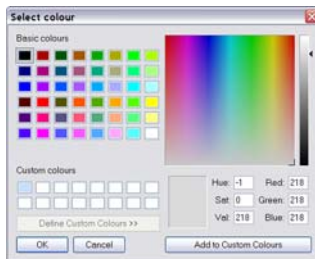 Select colour
Basic colours
Custom colours
Define Custom Colours >>
OK Cancel
Hue: -1 Red: 218
Sat: 0 Green: 218
Val: 218 Blue: 218
Add to Custom Colours